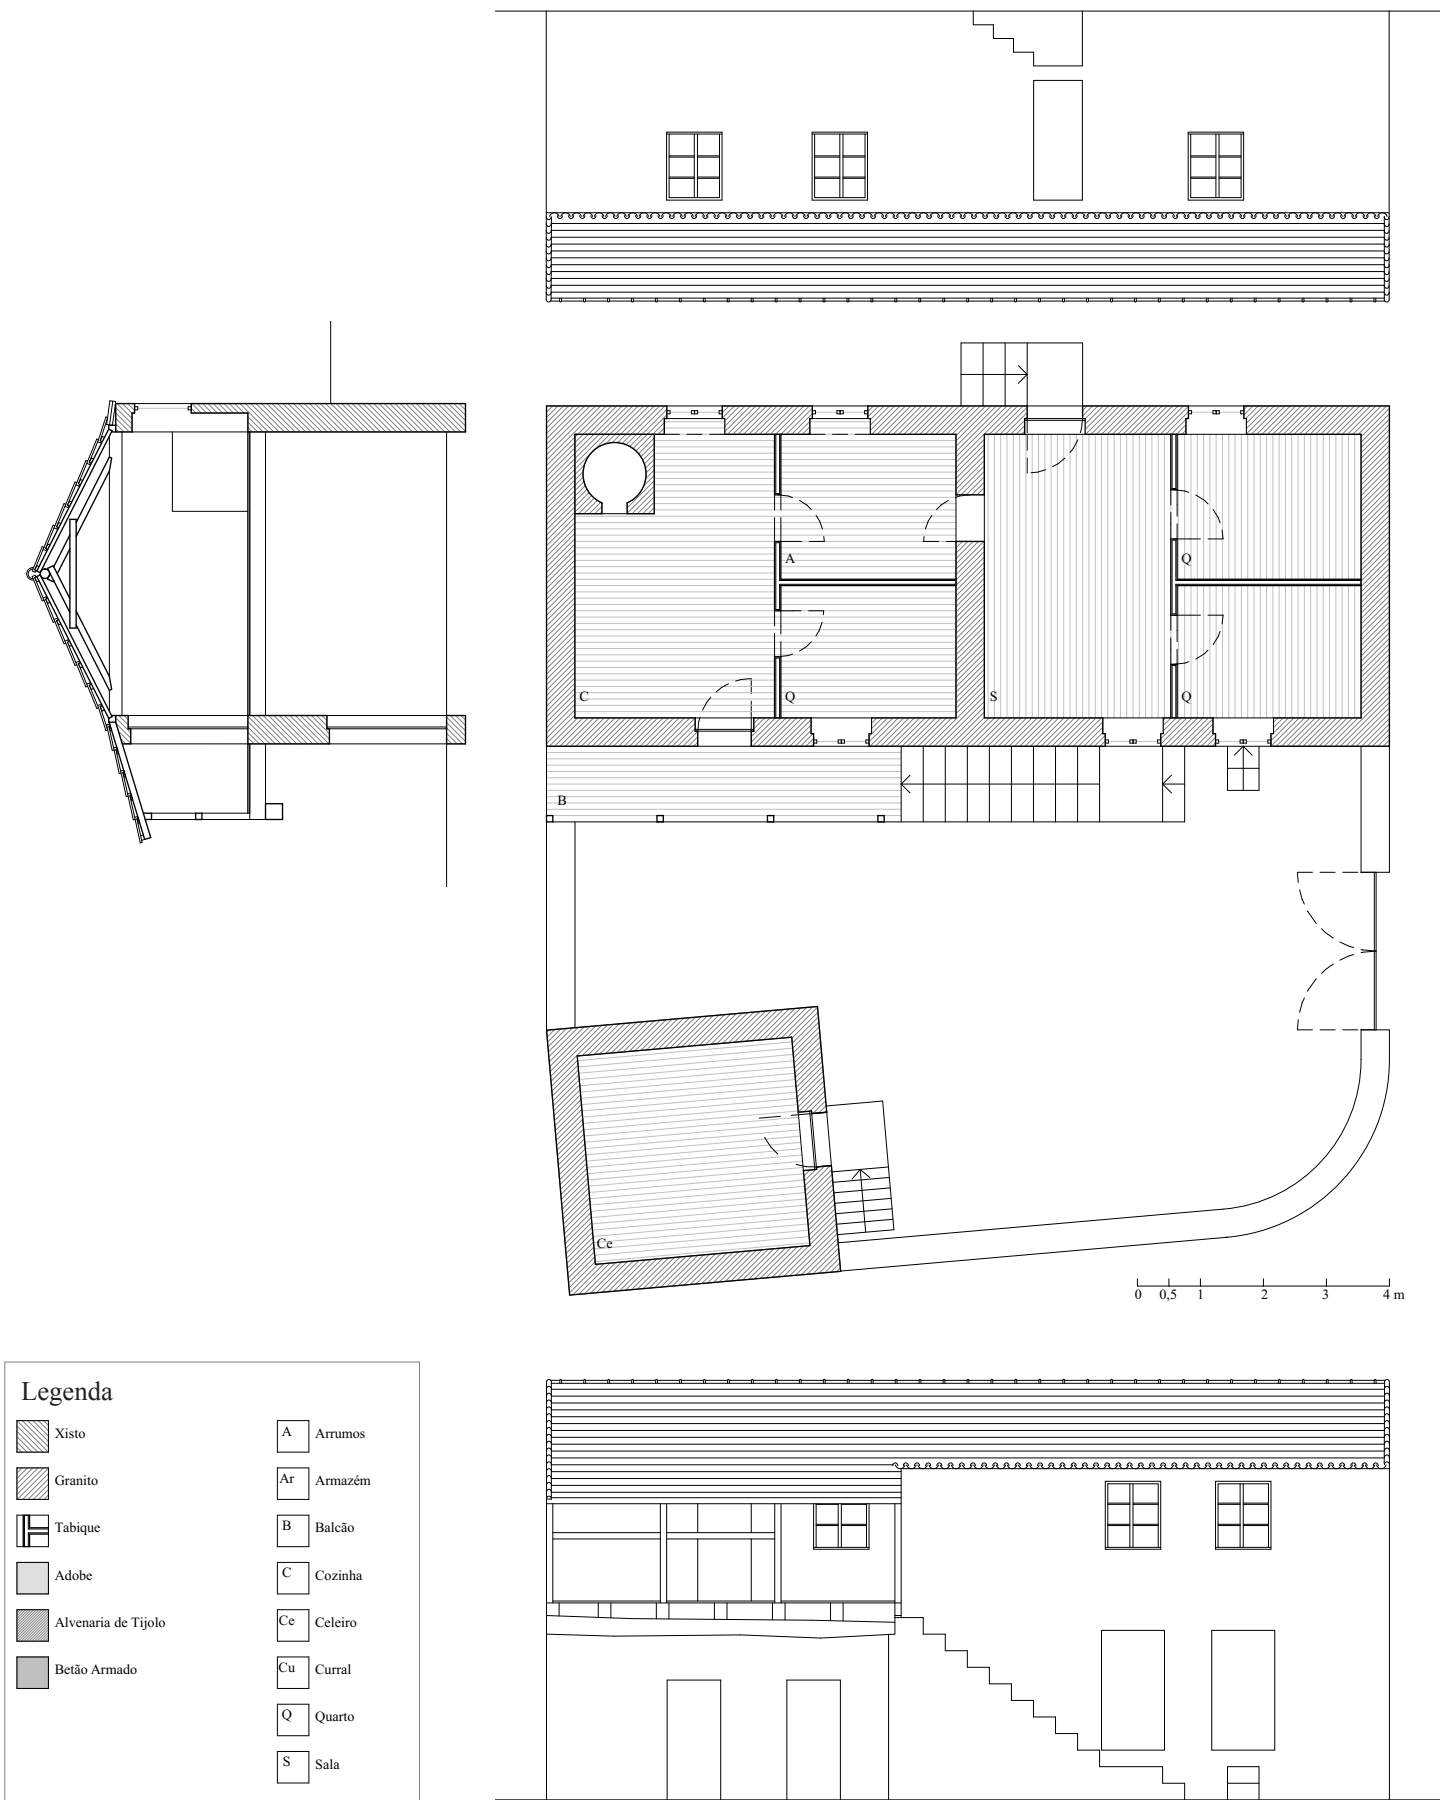 A
Q
C
Q
S
Q
B
Ce
0 0,5 1 2 3 4 m
Legenda
Xisto
A Arrumos
Granito
Ar Armazém
Tabique
B Balcão
Adobe
C Cozinha
Alvenaria de Tijolo
Ce Celeiro
Betão Armado
Cu Curral
Q Quarto
S Sala